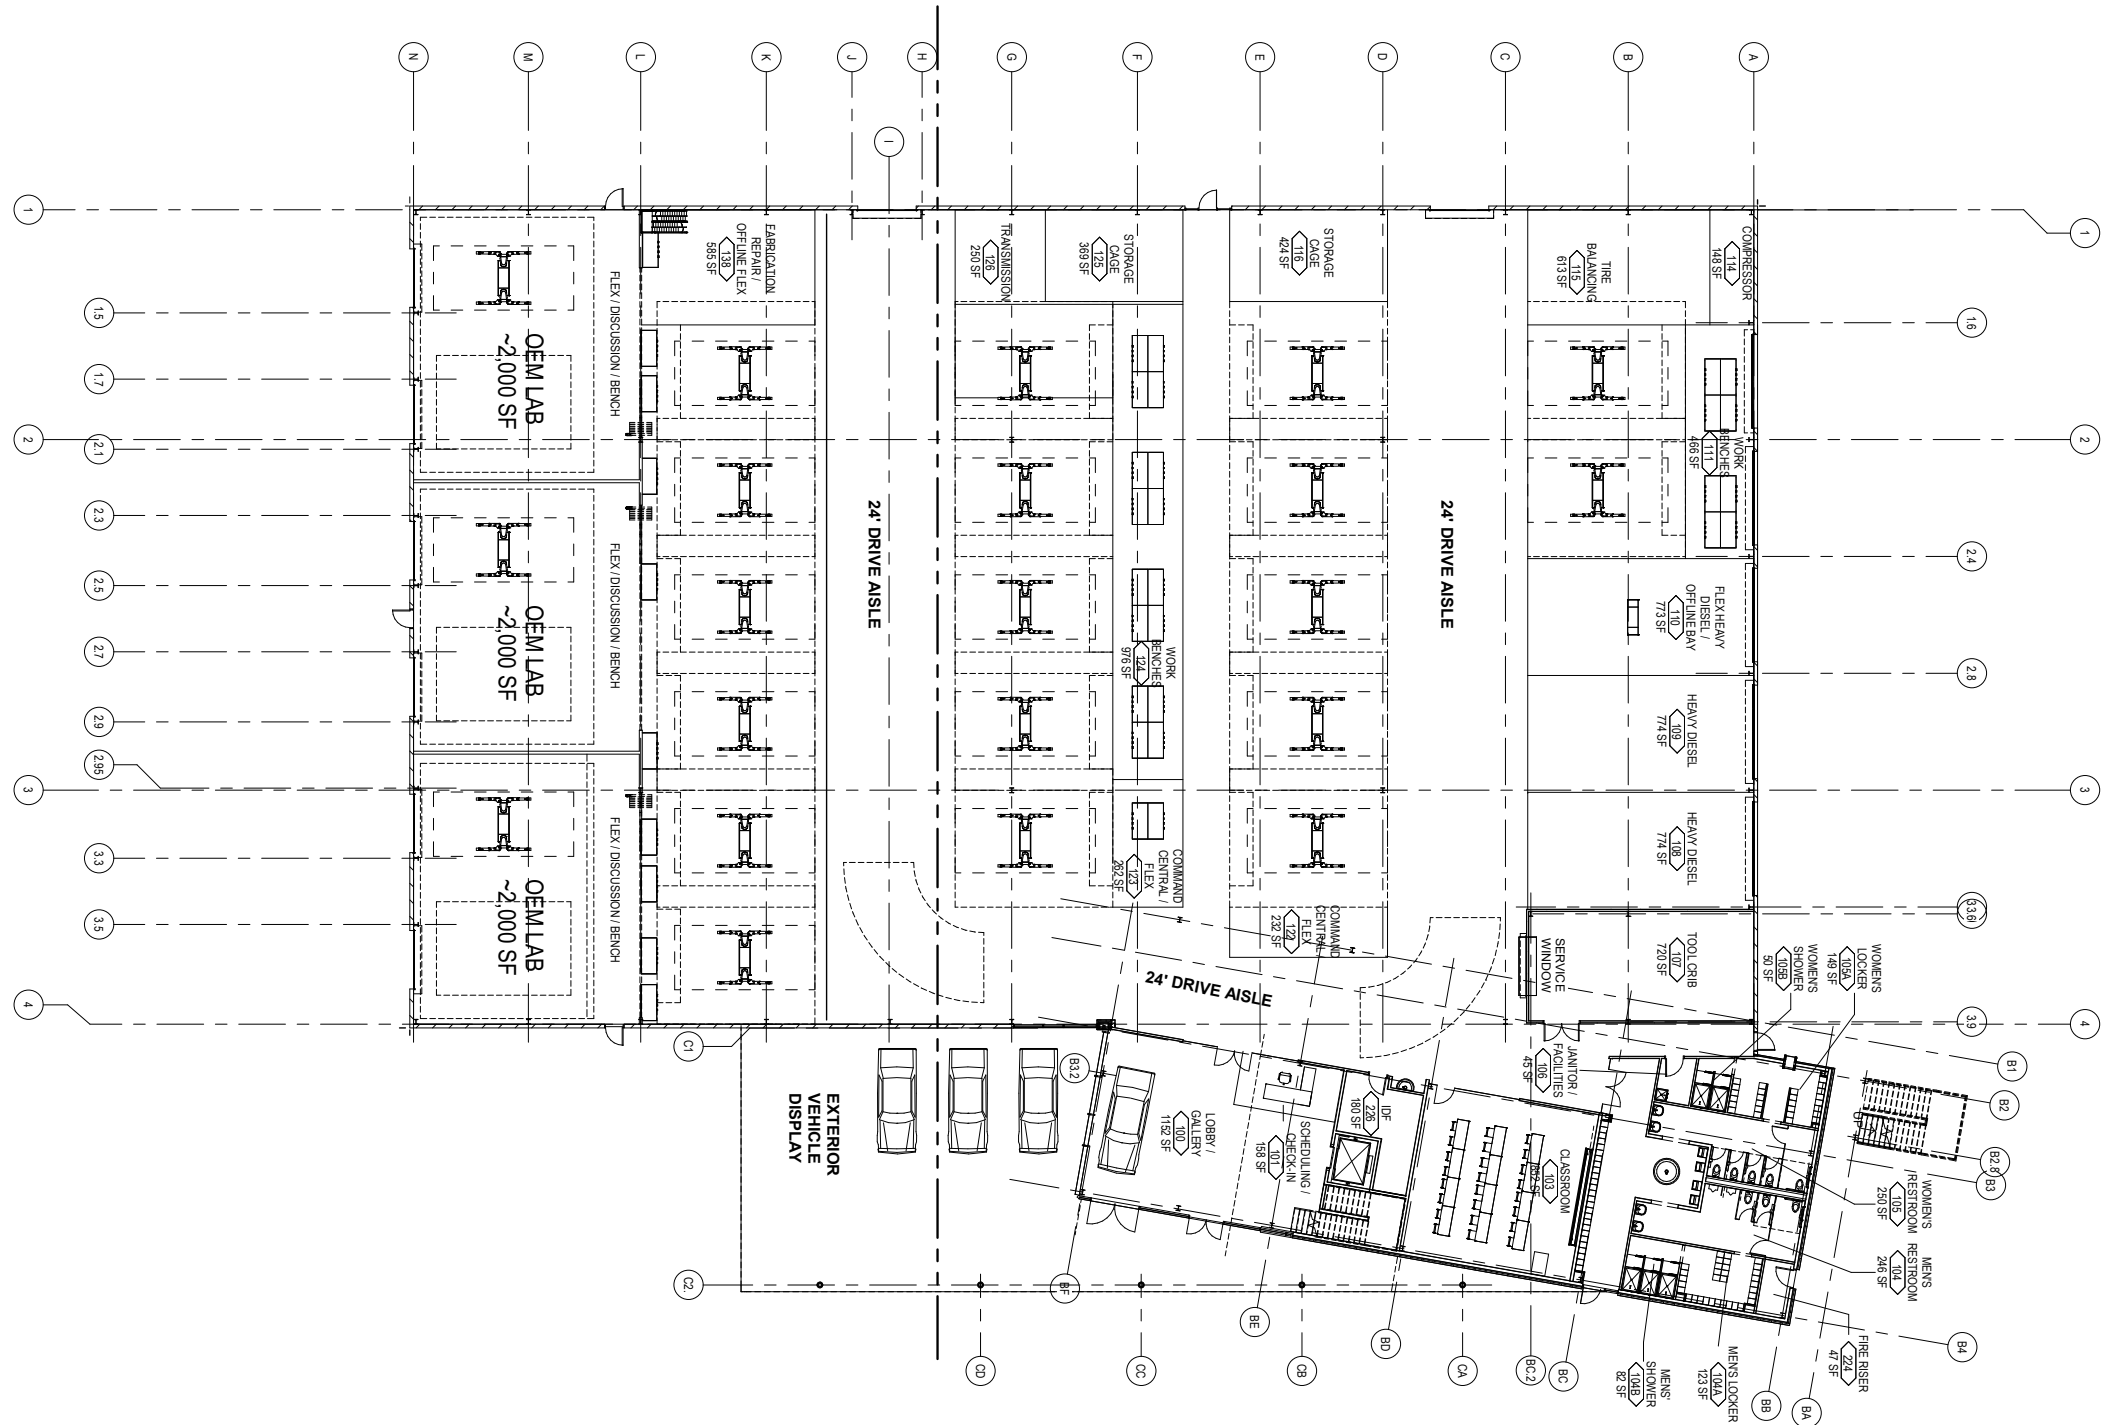 N
M
L
K
J
H
G
F
E
D
C
B
A
I
1
1.5
1.7
2
2.1
2.3
2.5
2.7
2.9
2.95
3
3.3
3.5
4
1
1.6
2
2.4
2.8
3
3.9
4
B1
B2
B3
B4
BA
BB
BC
BC.2
CA
BD
CB
BE
CC
BF
CD
C1
C2.
B3.2
OEM LAB
~2,000 SF
FLEX / DISCUSSION / BENCH
OEM LAB
~2,000 SF
FLEX / DISCUSSION / BENCH
OEM LAB
~2,000 SF
FLEX / DISCUSSION / BENCH
FABRICATION
REPAIR /
OFFLINE FLEX
138
585 SF
24' DRIVE AISLE
TRANSMISSION
126
250 SF
STORAGE
CAGE
125
369 SF
STORAGE
CAGE
116
424 SF
TIRE
BALANCING
115
613 SF
COMPRESSOR
114
148 SF
WORK
BENCHES
111
466 SF
24' DRIVE AISLE
FLEX HEAVY
DIESEL /
OFFLINE BAY
110
773 SF
HEAVY DIESEL
109
774 SF
HEAVY DIESEL
108
774 SF
WORK
BENCHES
124
976 SF
COMMAND
CENTRAL /
FLEX
123
262 SF
COMMAND
CENTRAL /
FLEX
122
232 SF
24' DRIVE AISLE
SERVICE
WINDOW
TOOL CRIB
107
720 SF
WOMEN'S
SHOWER
105B
50 SF
WOMEN'S
LOCKER
105A
149 SF
JANITOR /
FACILITIES
106
45 SF
IDF
226
180 SF
LOBBY /
GALLERY
100
1152 SF
SCHEDULING /
CHECK-IN
101
158 SF
CLASSROOM
103
WOMEN'S
RESTROOM
105
250 SF
MEN'S
RESTROOM
104
246 SF
FIRE RISER
224
47 SF
MEN'S LOCKER
104A
123 SF
MENS'
SHOWER
104B
82 SF
EXTERIOR
VEHICLE
DISPLAY